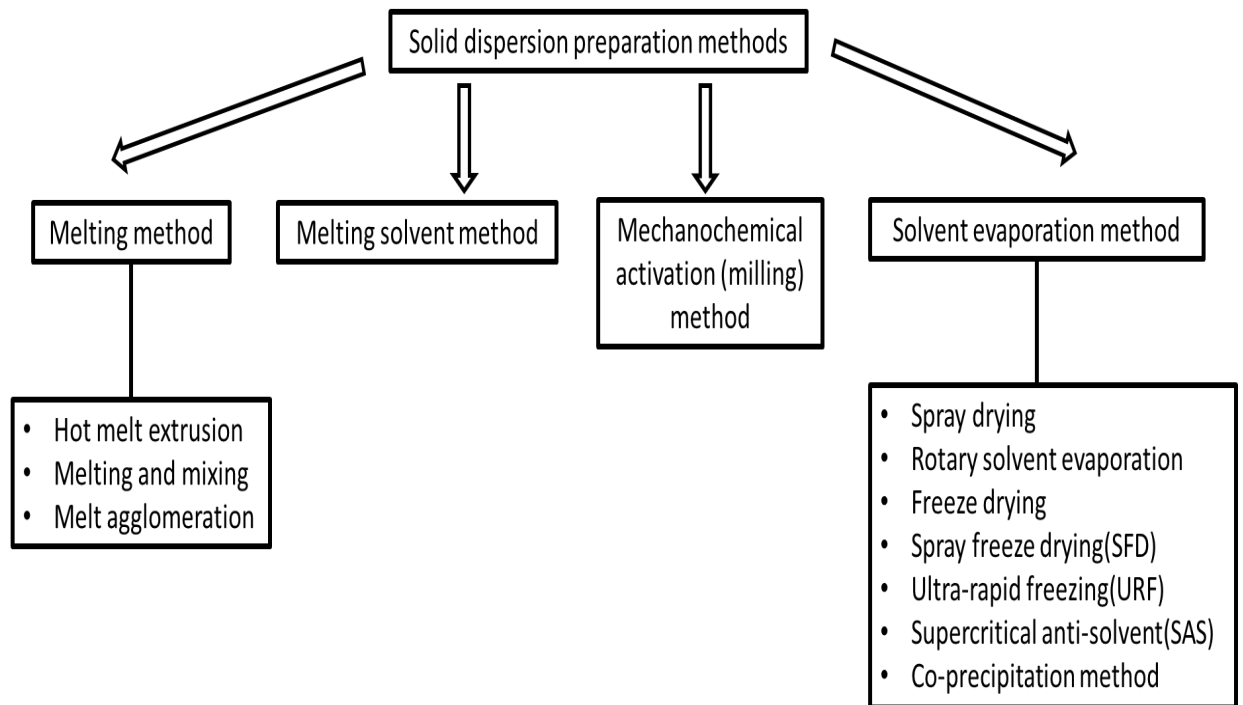 Solid dispersion preparation methods
Melting method
Melting solvent method
Mechanochemical
activation (milling)
method
Solvent evaporation method
• Hot melt extrusion
• Melting and mixing
• Melt agglomeration
• Spray drying
• Rotary solvent evaporation
• Freeze drying
• Spray freeze drying(SFD)
• Ultra-rapid freezing(URF)
• Supercritical anti-solvent(SAS)
• Co-precipitation method